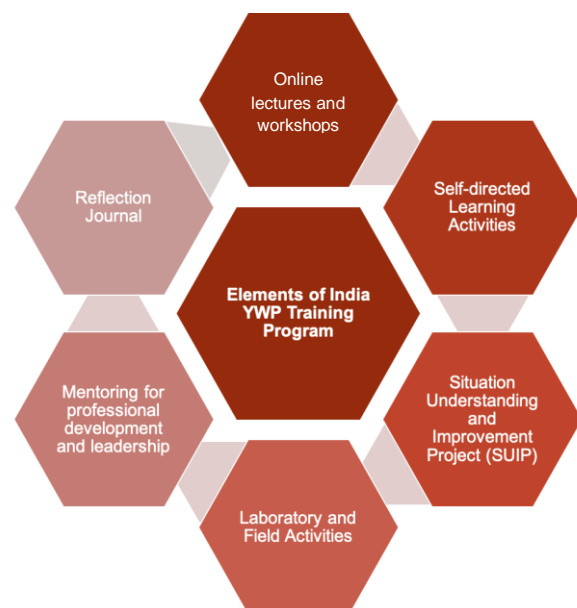 Online
lectures and
workshops
Self-directed
Learning
Activities
Situation
Understanding
and
Improvement
Project (SUIP)
Laboratory and
Field Activities
Mentoring for
professional
development
and leadership
Reflection
Journal
Elements of India
YWP Training
Program